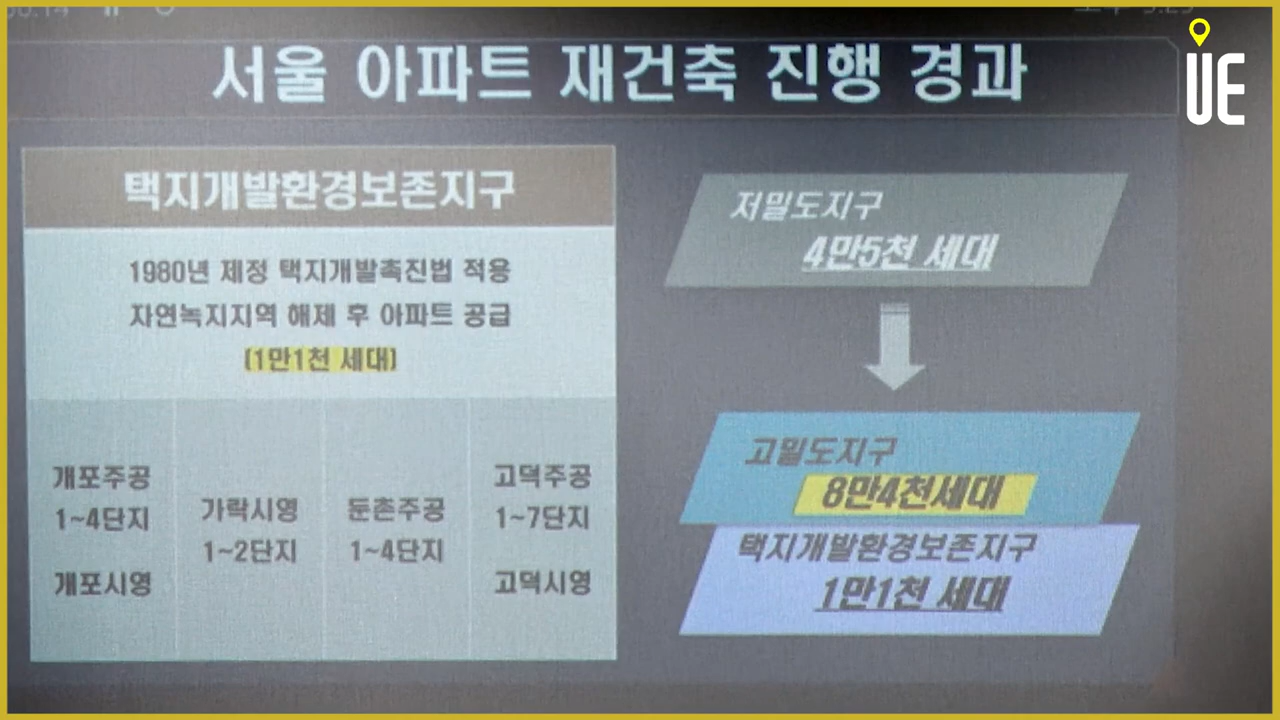 서울 아파트 재건축 진행 경과
UE
택지개발환경보존지구
1980년 제정 택지개발촉진법 적용
자연녹지지역 해제 후 아파트 공급
(1만1천 세대)
개포주공
1~4단지
개포시영
가락시영
1~2단지
둔촌주공
1~4단지
고덕주공
1~7단지
고덕시영
저밀도지구
4만5천 세대
고밀도지구
8만4천세대
택지개발환경보존지구
1만1천 세대